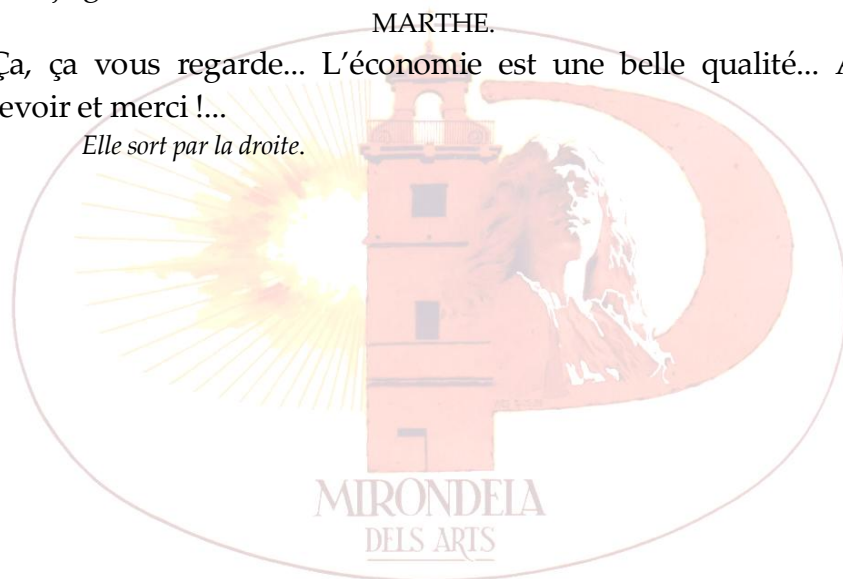 MARTHE.
Ça, ça vous regarde... L’économie est une belle qualité... A
evoir et merci !...
Elle sort par la droite.
MIRONDELA
DELS ARTS